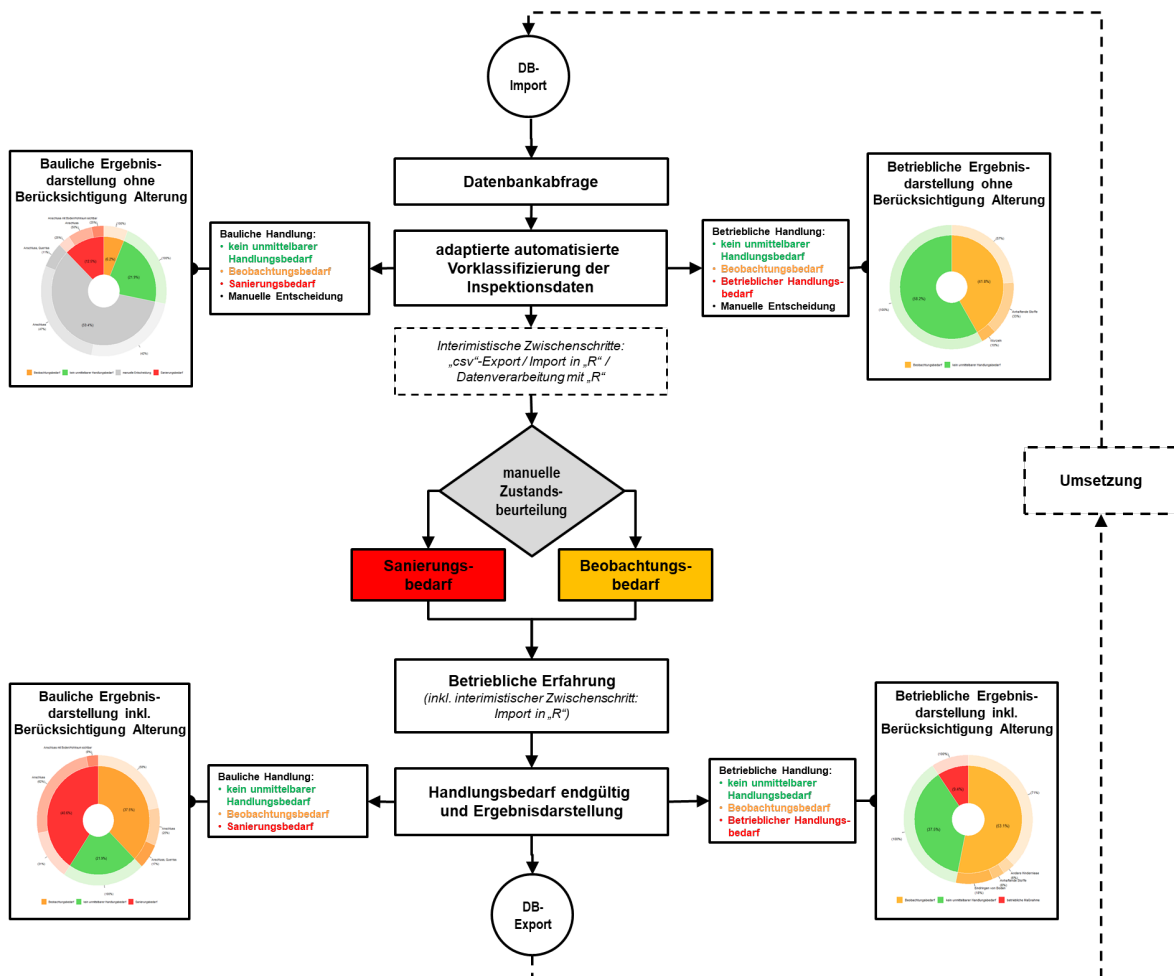 DB-
Import
Datenbankabfrage
Bauliche Ergebnis-
darstellung ohne
Berücksichtigung Alterung
Bauliche Handlung:
• kein unmittelbarer
Handlungsbedarf
• Beobachtungsbedarf
• Sanierungsbedarf
• Manuelle Entscheidung
adaptierte automatisierte
Vorklassifizierung der
Inspektionsdaten
Betriebliche Handlung:
• kein unmittelbarer
Handlungsbedarf
• Beobachtungsbedarf
• Betrieblicher Handlungs-
bedarf
• Manuelle Entscheidung
Betriebliche Ergebnis-
darstellung ohne
Berücksichtigung Alterung
Interimistische Zwischenschritte:
„csv“-Export / Import in „R“ /
Datenverarbeitung mit „R“
manuelle
Zustands-
beurteilung
Umsetzung
Sanierungs-
bedarf
Beobachtungs-
bedarf
Betriebliche Erfahrung
(inkl. interimistischer Zwischenschritt:
Import in „R“)
Bauliche Ergebnis-
darstellung inkl.
Berücksichtigung Alterung
Bauliche Handlung:
• kein unmittelbarer
Handlungsbedarf
• Beobachtungsbedarf
• Sanierungsbedarf
Handlungsbedarf endgültig
und Ergebnisdarstellung
Betriebliche Handlung:
• kein unmittelbarer
Handlungsbedarf
• Beobachtungsbedarf
• Betrieblicher Handlungs-
bedarf
Betriebliche Ergebnis-
darstellung inkl.
Berücksichtigung Alterung
DB-
Export